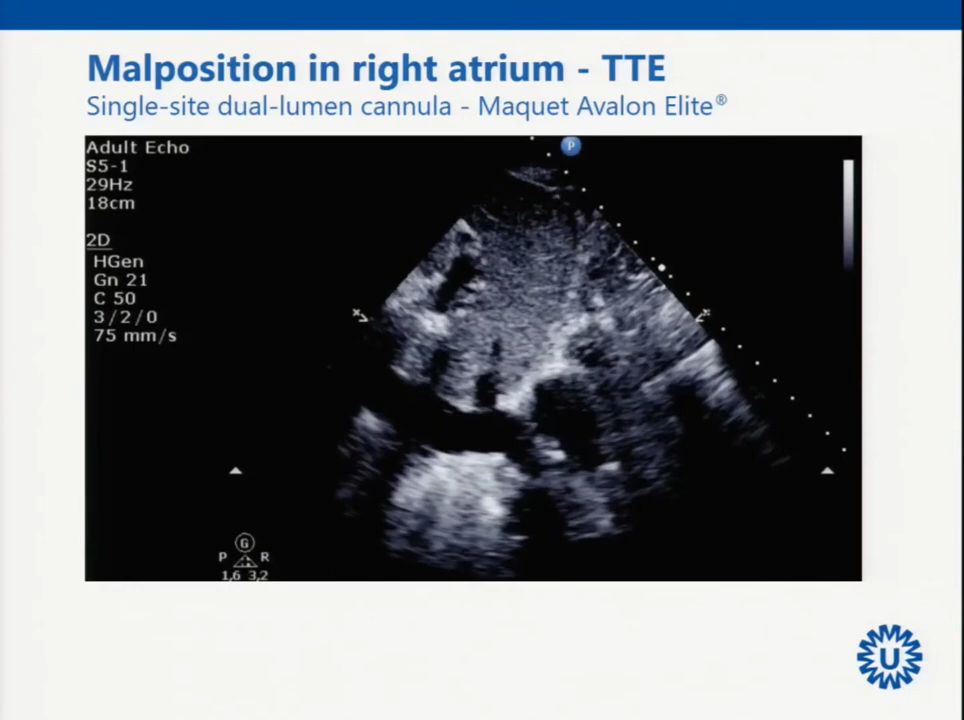 Malposition in right atrium - TTE
Single-site dual-lumen cannula - Maquet Avalon Elite®
Adult Echo
S5-1
29Hz
18cm
2D
HGen
Gn 21
C 50
3/2/0
75 mm/s
P
G
P R
1,6 3,2
U